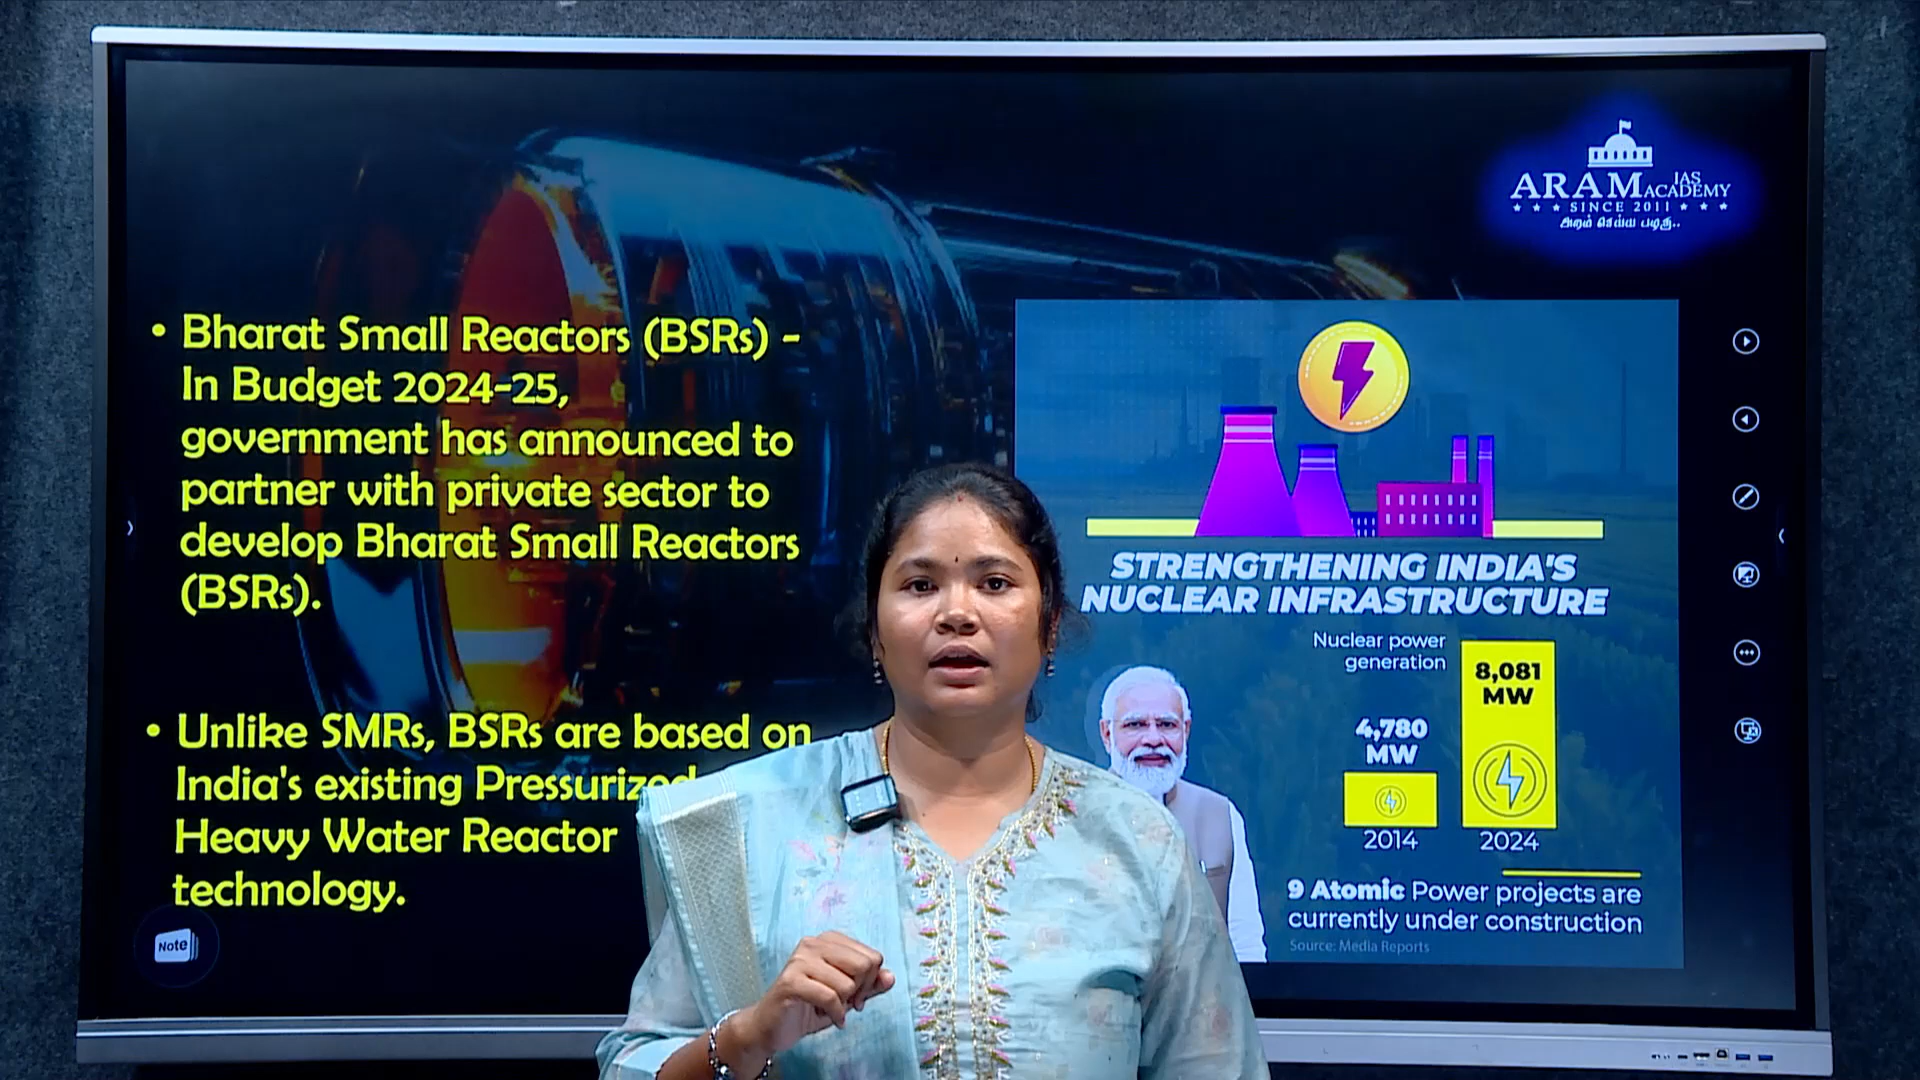 ARAM IAS ACADEMY
SINCE 2011
அறம் செய்ய படித்து..
• Bharat Small Reactors (BSRs) -
In Budget 2024-25,
government has announced to
partner with private sector to
develop Bharat Small Reactors
(BSRs).
• Unlike SMRs, BSRs are based on
India's existing Pressurized
Heavy Water Reactor
technology.
Note
STRENGTHENING INDIA'S
NUCLEAR INFRASTRUCTURE
Nuclear power
generation
8,081
MW
4,780
MW
2014
2024
9 Atomic Power projects are
currently under construction
Source: Media Reports